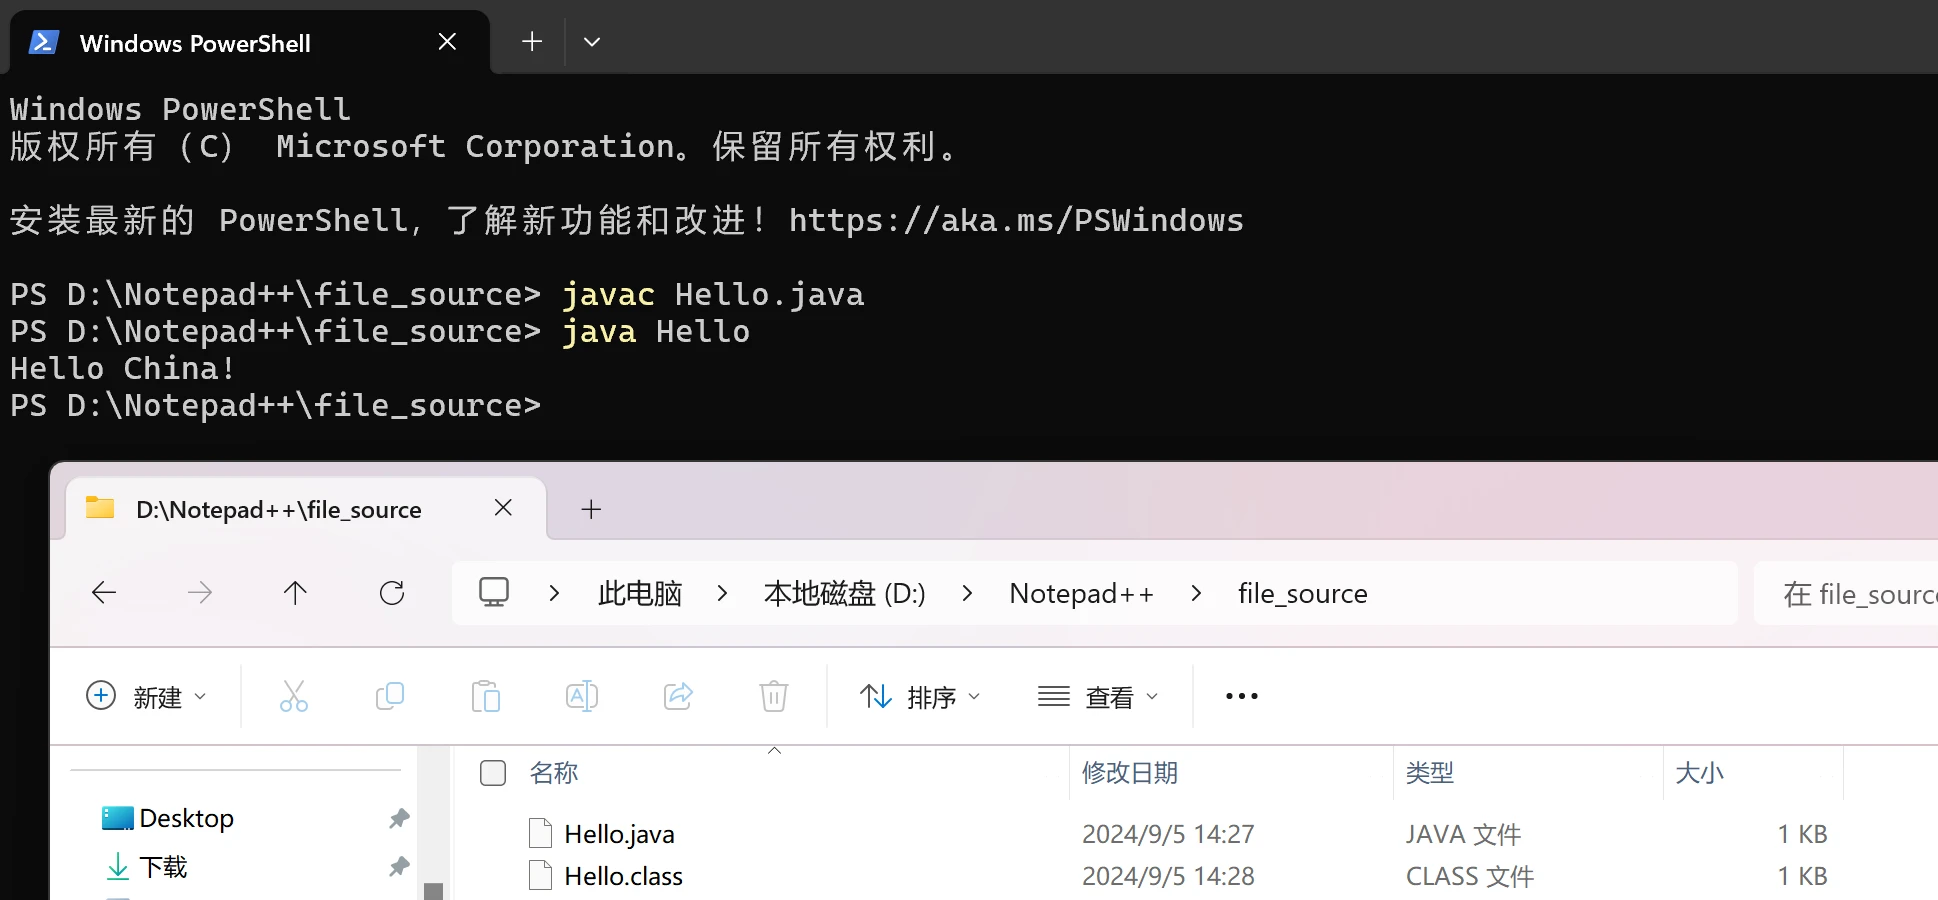 Windows PowerShell
Windows PowerShell
版权所有（C） Microsoft Corporation。保留所有权利。
安装最新的 PowerShell，了解新功能和改进！https://aka.ms/PSWindows
PS D:\Notepad++\file_source> javac Hello.java
PS D:\Notepad++\file_source> java Hello
Hello China!
PS D:\Notepad++\file_source>
D:\Notepad++\file_source
此电脑 > 本地磁盘 (D:) > Notepad++ > file_source 在 file_sourc
新建 排序 查看
名称 修改日期 类型 大小
Desktop
Hello.java 2024/9/5 14:27 JAVA 文件 1 KB
下载
Hello.class 2024/9/5 14:28 CLASS 文件 1 KB